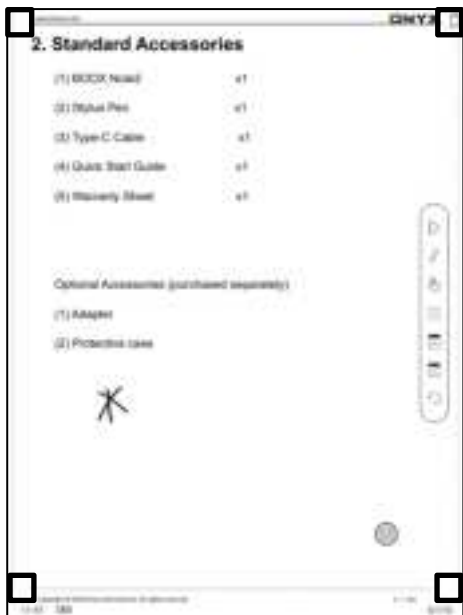 ONYX
2. Standard Accessories
(1) BOOX Note3 x1
(2) Stylus Pen x1
(3) Type-C Cable x1
(4) Quick Start Guide x1
(5) Warranty Sheet x1
Optional Accessories (purchased separately)
(1) Adapter
(2) Protective case